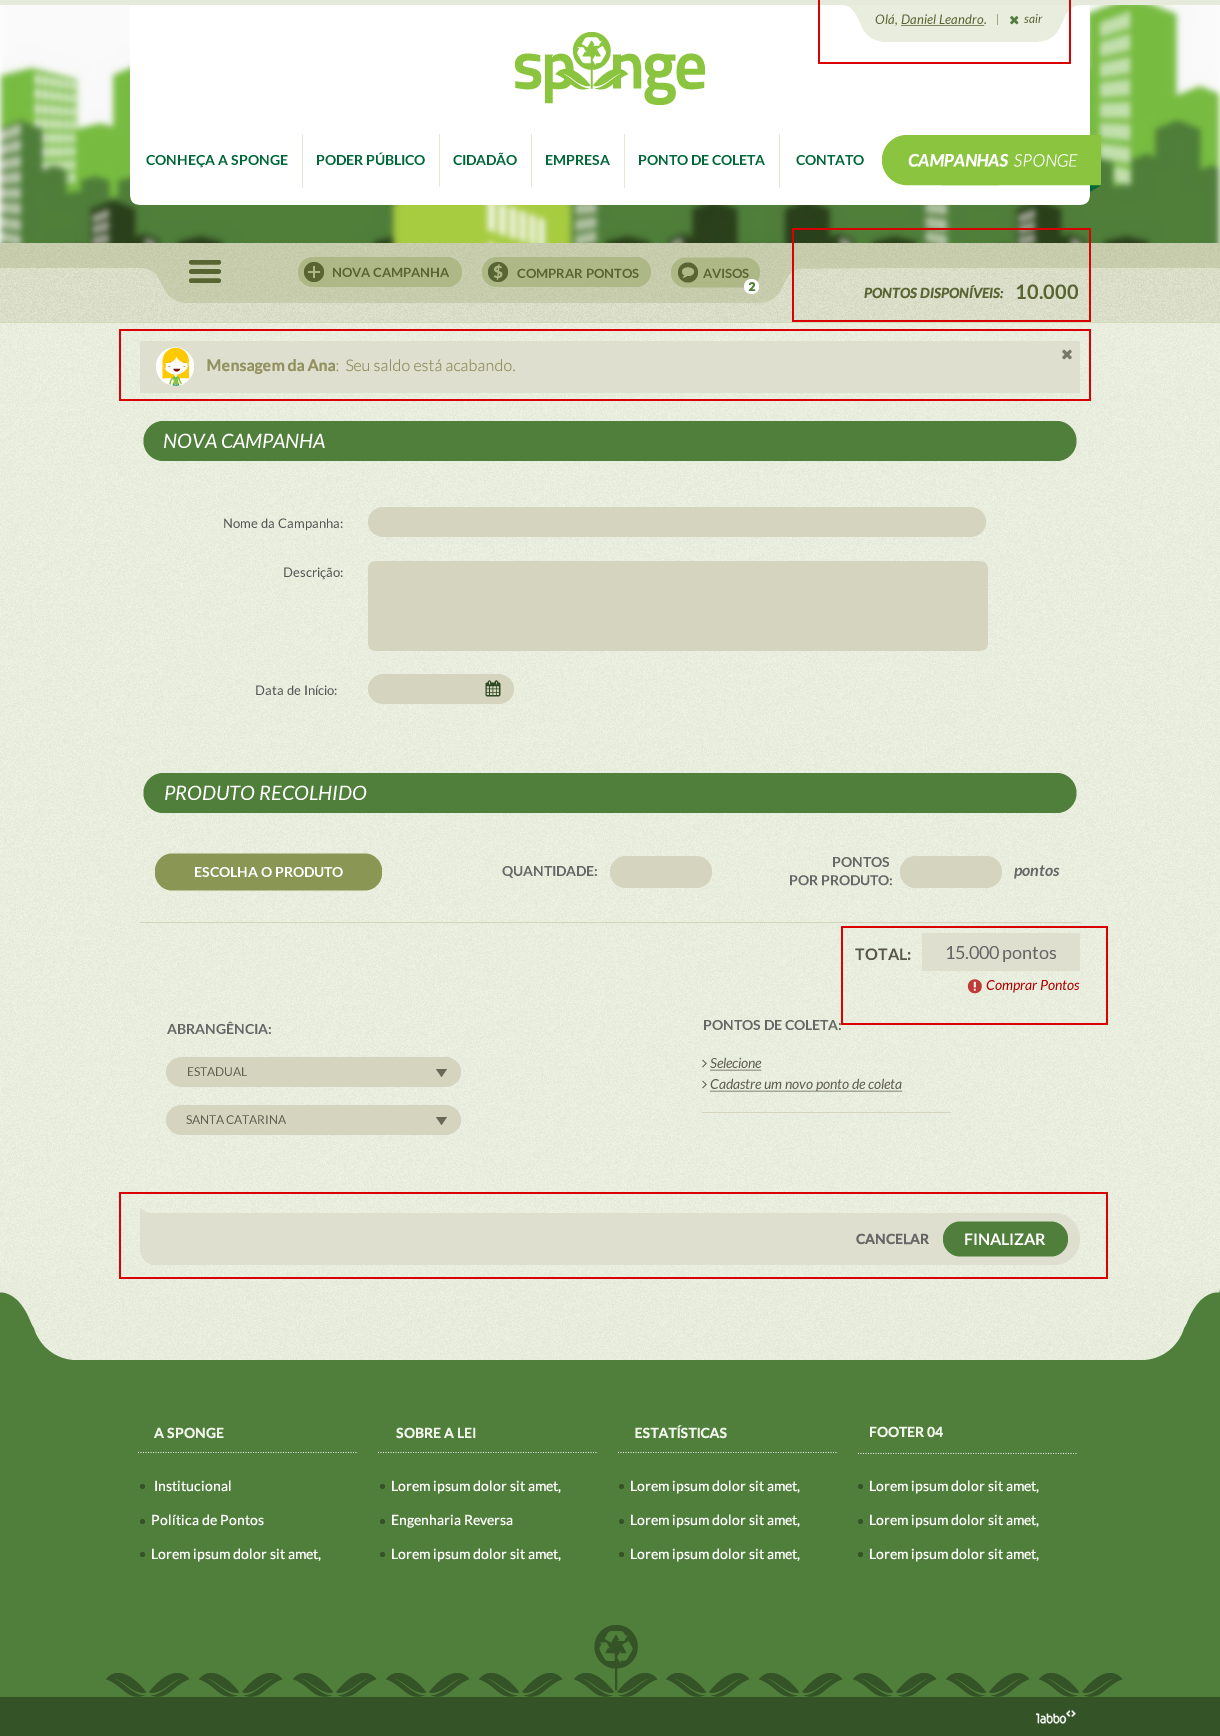 Olá, Daniel Leandro. | sair
sponge
CONHEÇA A SPONGE
PODER PÚBLICO
CIDADÃO
EMPRESA
PONTO DE COLETA
CONTATO
CAMPANHAS SPONGE
NOVA CAMPANHA
COMPRAR PONTOS
AVISOS
2
PONTOS DISPONÍVEIS: 10.000
Mensagem da Ana: Seu saldo está acabando.
NOVA CAMPANHA
Nome da Campanha:
Descrição:
Data de Início:
PRODUTO RECOLHIDO
ESCOLHA O PRODUTO
QUANTIDADE:
PONTOS
POR PRODUTO:
pontos
TOTAL: 15.000 pontos
Comprar Pontos
ABRANGÊNCIA:
ESTADUAL
SANTA CATARINA
PONTOS DE COLETA:
> Selecione
> Cadastre um novo ponto de coleta
CANCELAR
FINALIZAR
A SPONGE
Institucional
Política de Pontos
Lorem ipsum dolor sit amet,
SOBRE A LEI
Lorem ipsum dolor sit amet,
Engenharia Reversa
Lorem ipsum dolor sit amet,
ESTATÍSTICAS
Lorem ipsum dolor sit amet,
Lorem ipsum dolor sit amet,
Lorem ipsum dolor sit amet,
FOOTER 04
Lorem ipsum dolor sit amet,
Lorem ipsum dolor sit amet,
Lorem ipsum dolor sit amet,
labbo